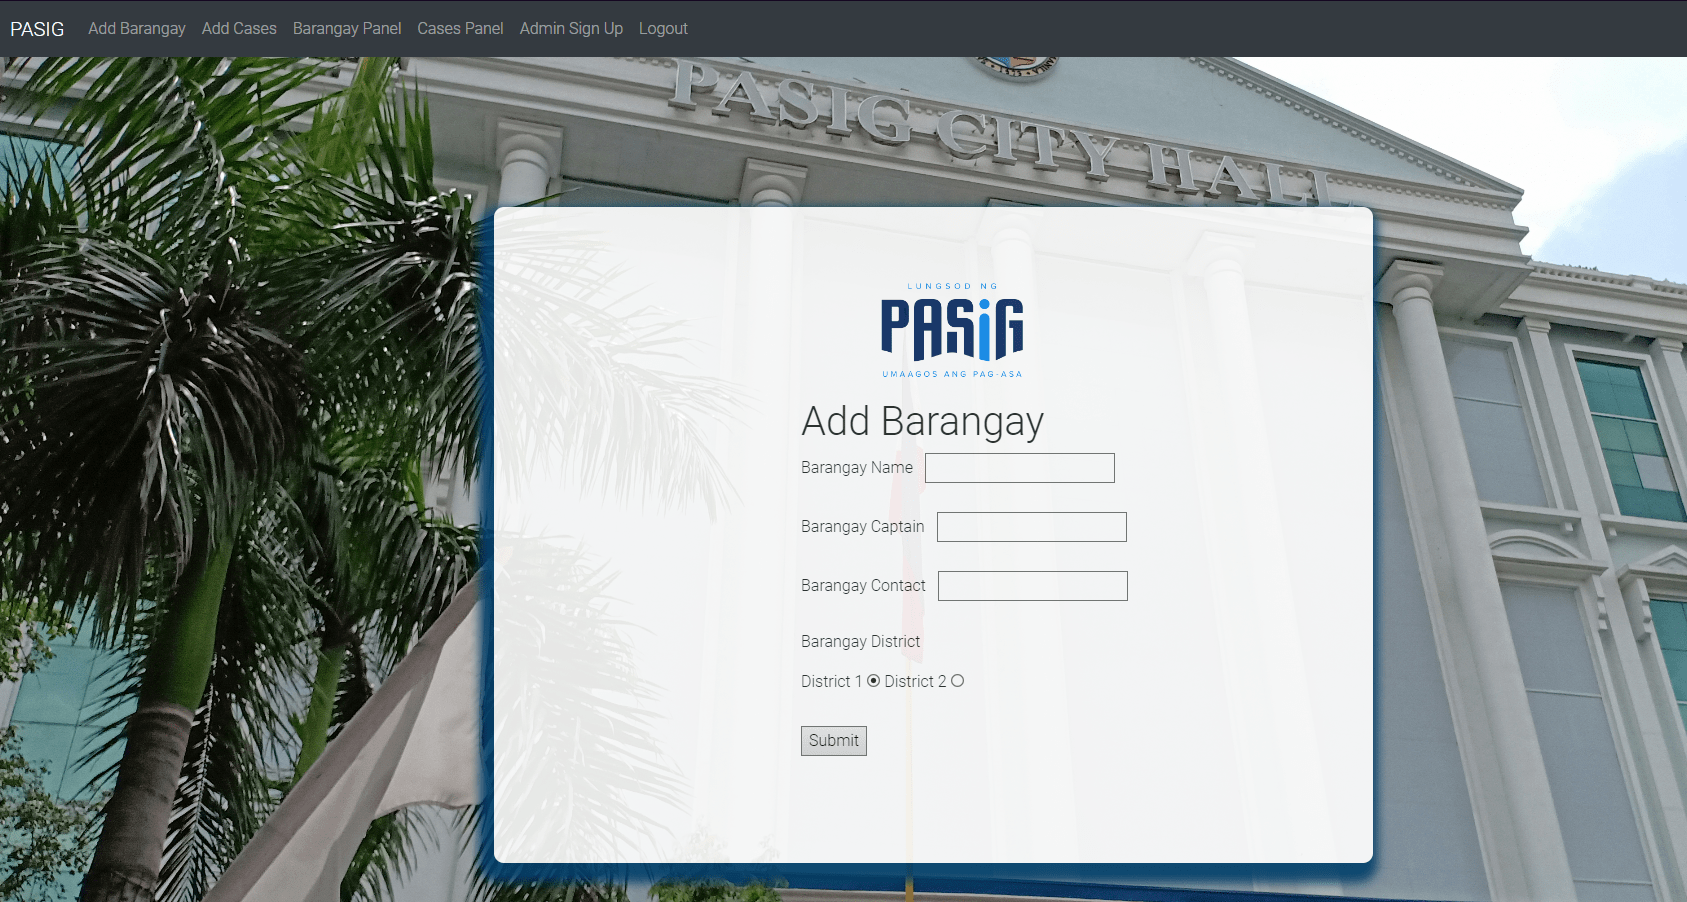 PASIG Add Barangay Add Cases Barangay Panel Cases Panel Admin Sign Up Logout
PASIG CITY HALL
LUNGSOD NG
PASiG
UMAAGOS ANG PAG-ASA
Add Barangay
Barangay Name
Barangay Captain
Barangay Contact
Barangay District
District 1 District 2
Submit